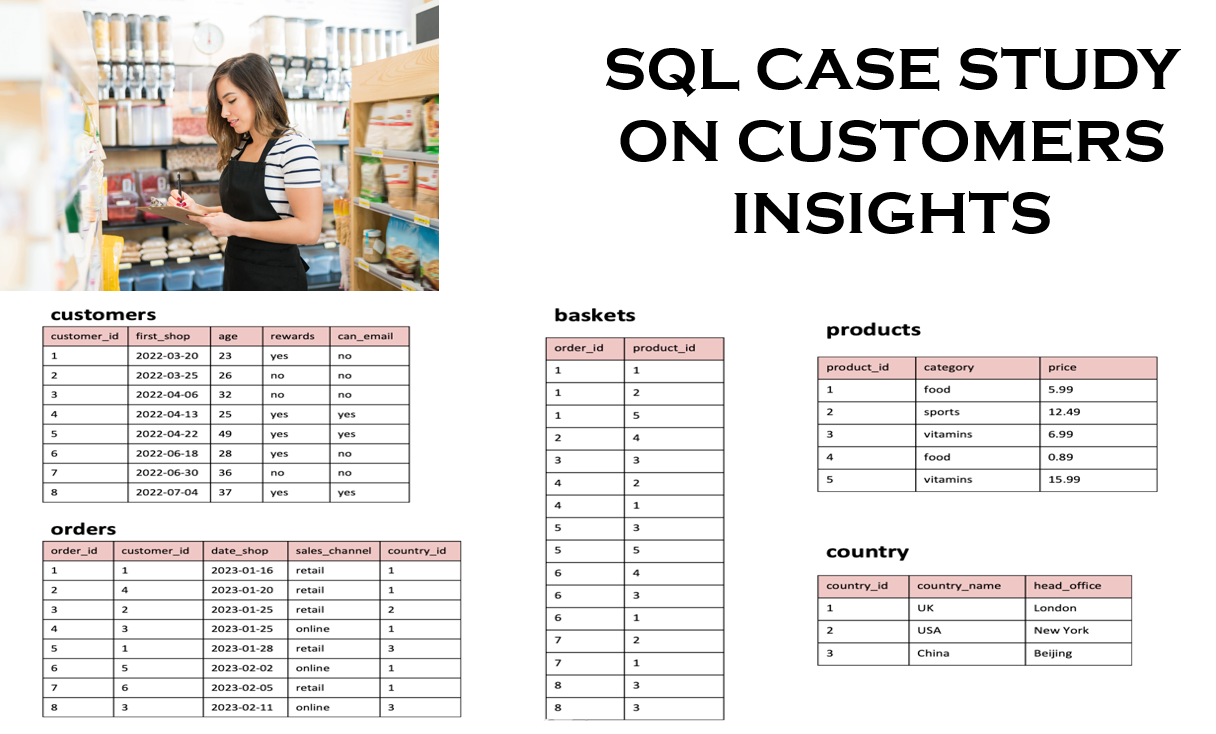 SQL CASE STUDY
ON CUSTOMERS
INSIGHTS
customers
customer_id first_shop age rewards can_email
1 2022-03-20 23 yes no
2 2022-03-25 26 no no
3 2022-04-06 32 no no
4 2022-04-13 25 yes yes
5 2022-04-22 49 yes yes
6 2022-06-18 28 yes no
7 2022-06-30 36 no no
8 2022-07-04 37 yes yes
orders
order_id customer_id date_shop sales_channel country_id
1 1 2023-01-16 retail 1
2 4 2023-01-20 retail 1
3 2 2023-01-25 retail 2
4 3 2023-01-25 online 1
5 1 2023-01-28 retail 3
6 5 2023-02-02 online 1
7 6 2023-02-05 retail 1
8 3 2023-02-11 online 3
baskets
order_id product_id
1 1
1 2
1 5
2 4
3 3
4 2
4 1
5 3
5 5
6 4
6 3
6 1
7 2
7 1
8 3
8 3
products
product_id category price
1 food 5.99
2 sports 12.49
3 vitamins 6.99
4 food 0.89
5 vitamins 15.99
country
country_id country_name head_office
1 UK London
2 USA New York
3 China Beijing